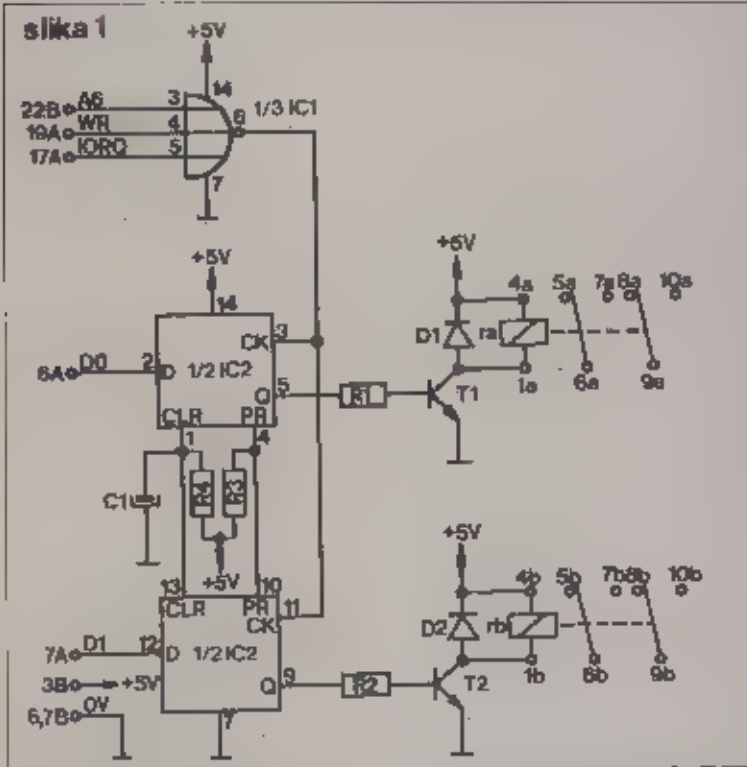 slika 1
+5V
14
22B A6 3
19A WR 4
17A IORQ 5
6 1/3 IC1
7
+5V
14
CK 3
6A D0 2 D 1/2 IC2
Q 5
CLR PR
1 4
R1
C1
R4 R3
+5V
13 10
CLR PR
CK 11
7A D1 12 D 1/2 IC2
3B +5V
Q 9
6,7B 0V
7
R2
+5V
4a 5a 7a 8a 10a
D1 ra
1a 6a 9a
T1
+5V
4b 5b 7b 8b 10b
D2 rb
1b 6b 9b
T2